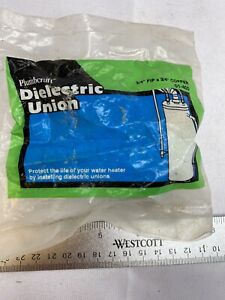 Plumbcraft
Dielectric
Union
3/4" FIP x 3/4" COPPER
Protect the life of your water heater
by installing dielectric unions
WESTCOTT